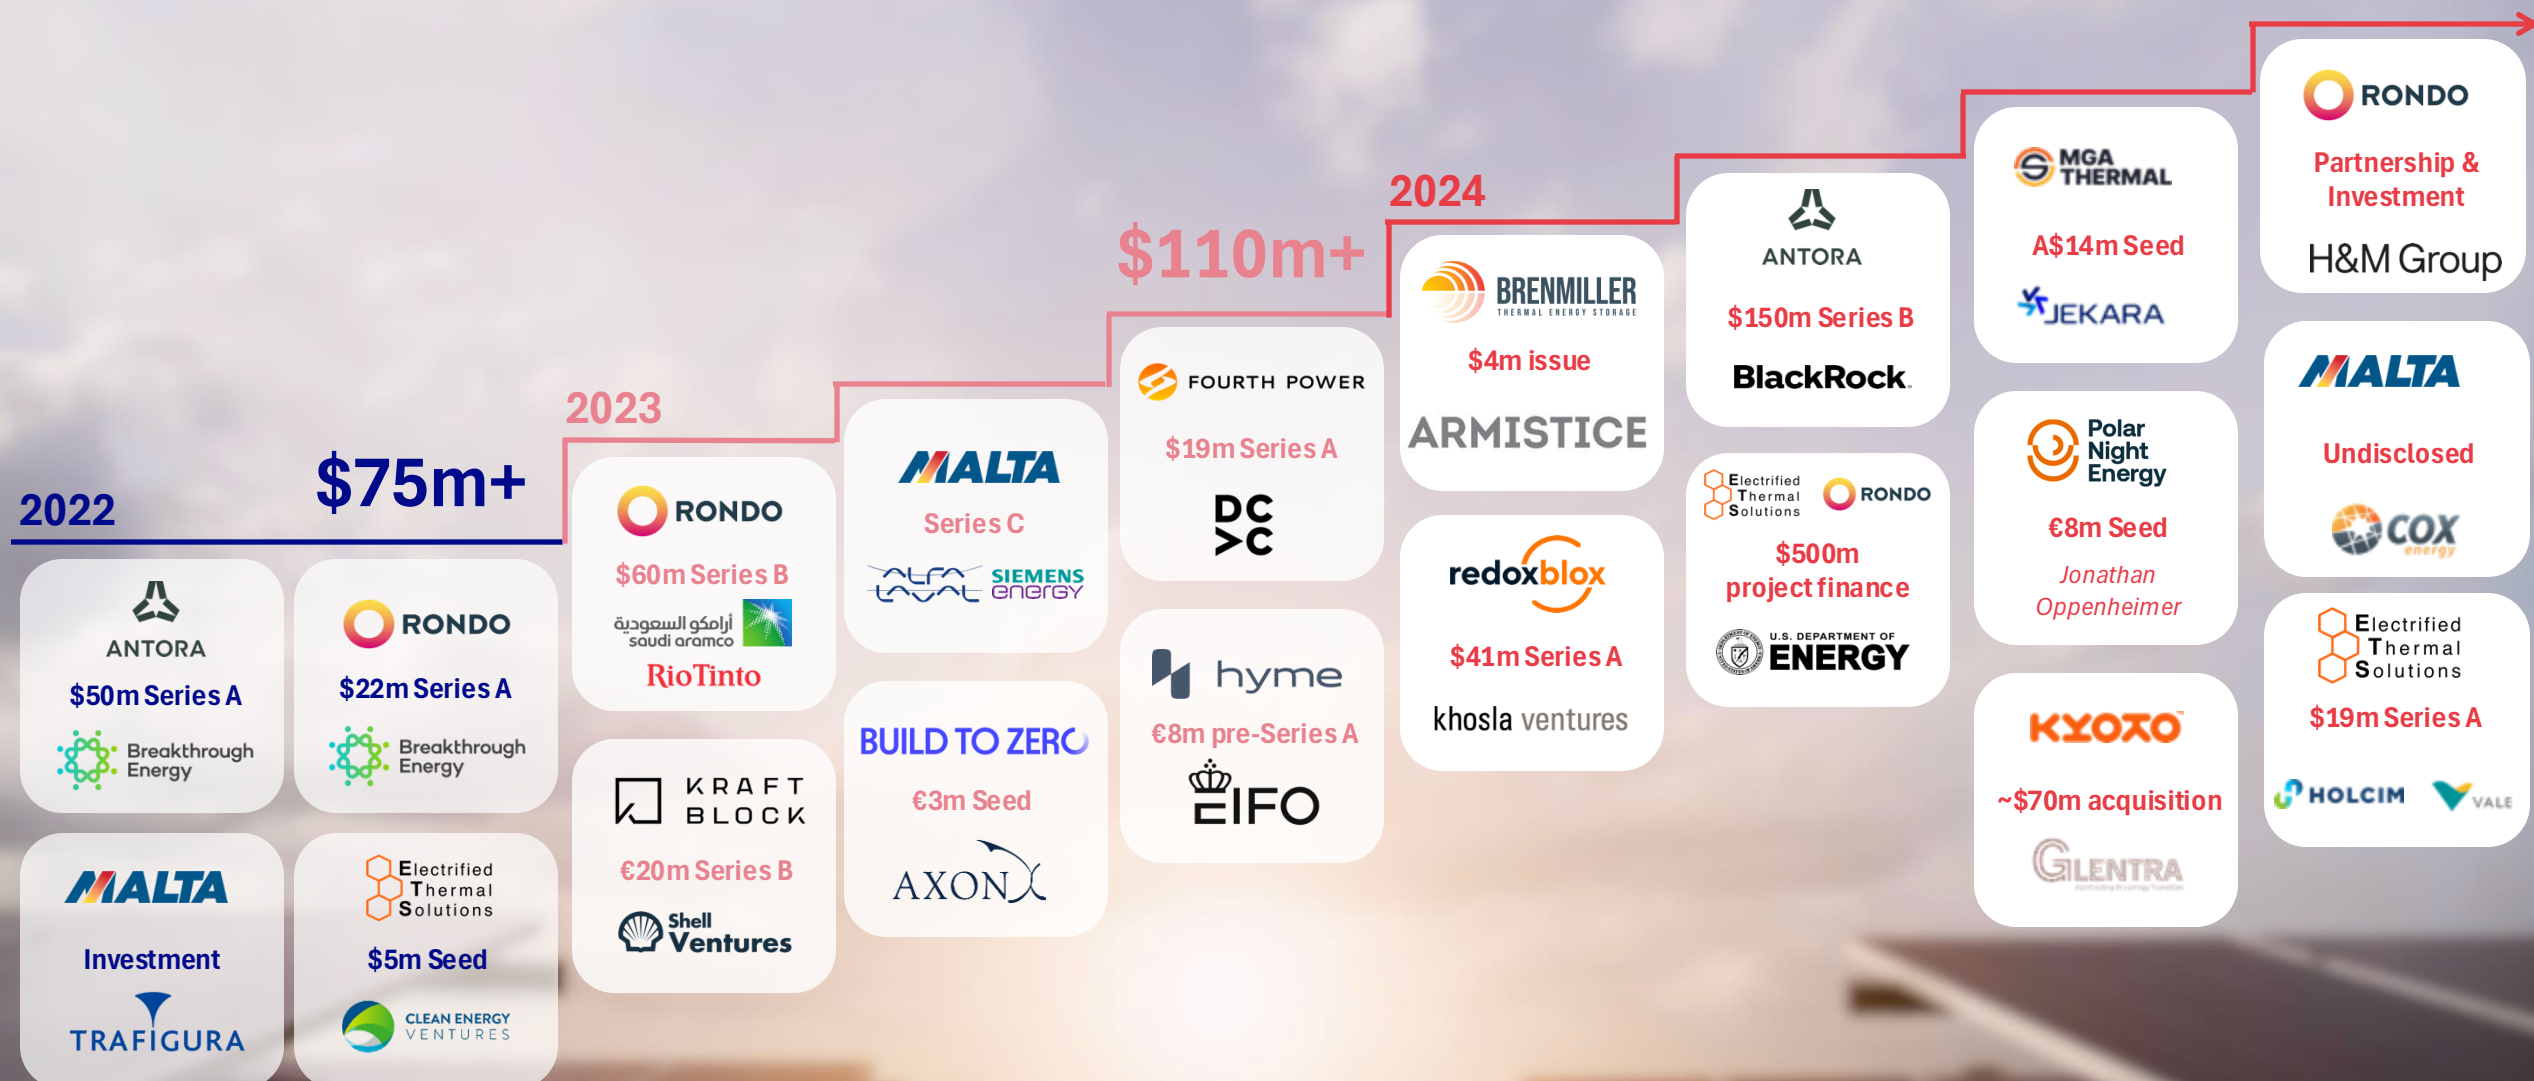 2022
$75m+
ANTORA
$50m Series A
Breakthrough
Energy
RONDO
$22m Series A
Breakthrough
Energy
MALTA
Investment
TRAFIGURA
Electrified
Thermal
Solutions
$5m Seed
CLEAN ENERGY
VENTURES
2023
$110m+
RONDO
$60m Series B
أرامكو السعودية
saudi aramco
RioTinto
KRAFT
BLOCK
€20m Series B
Shell
Ventures
MALTA
Series C
ALFA
LAVAL
SIEMENS
energy
BUILD TO ZERO
€3m Seed
AXON
FOURTH POWER
$19m Series A
DC
>C
hyme
€8m pre-Series A
EIFO
2024
BRENMILLER
THERMAL ENERGY STORAGE
$4m issue
ARMISTICE
redoxblox
$41m Series A
khosla ventures
ANTORA
$150m Series B
BlackRock.
Electrified
Thermal
Solutions
RONDO
$500m
project finance
U.S. DEPARTMENT OF
ENERGY
MGA
THERMAL
A$14m Seed
JEKARA
Polar
Night
Energy
€8m Seed
Jonathan
Oppenheimer
KYOTO
~$70m acquisition
GLENTRA
RONDO
Partnership &
Investment
H&M Group
MALTA
Undisclosed
COX
energy
Electrified
Thermal
Solutions
$19m Series A
HOLCIM
VALE